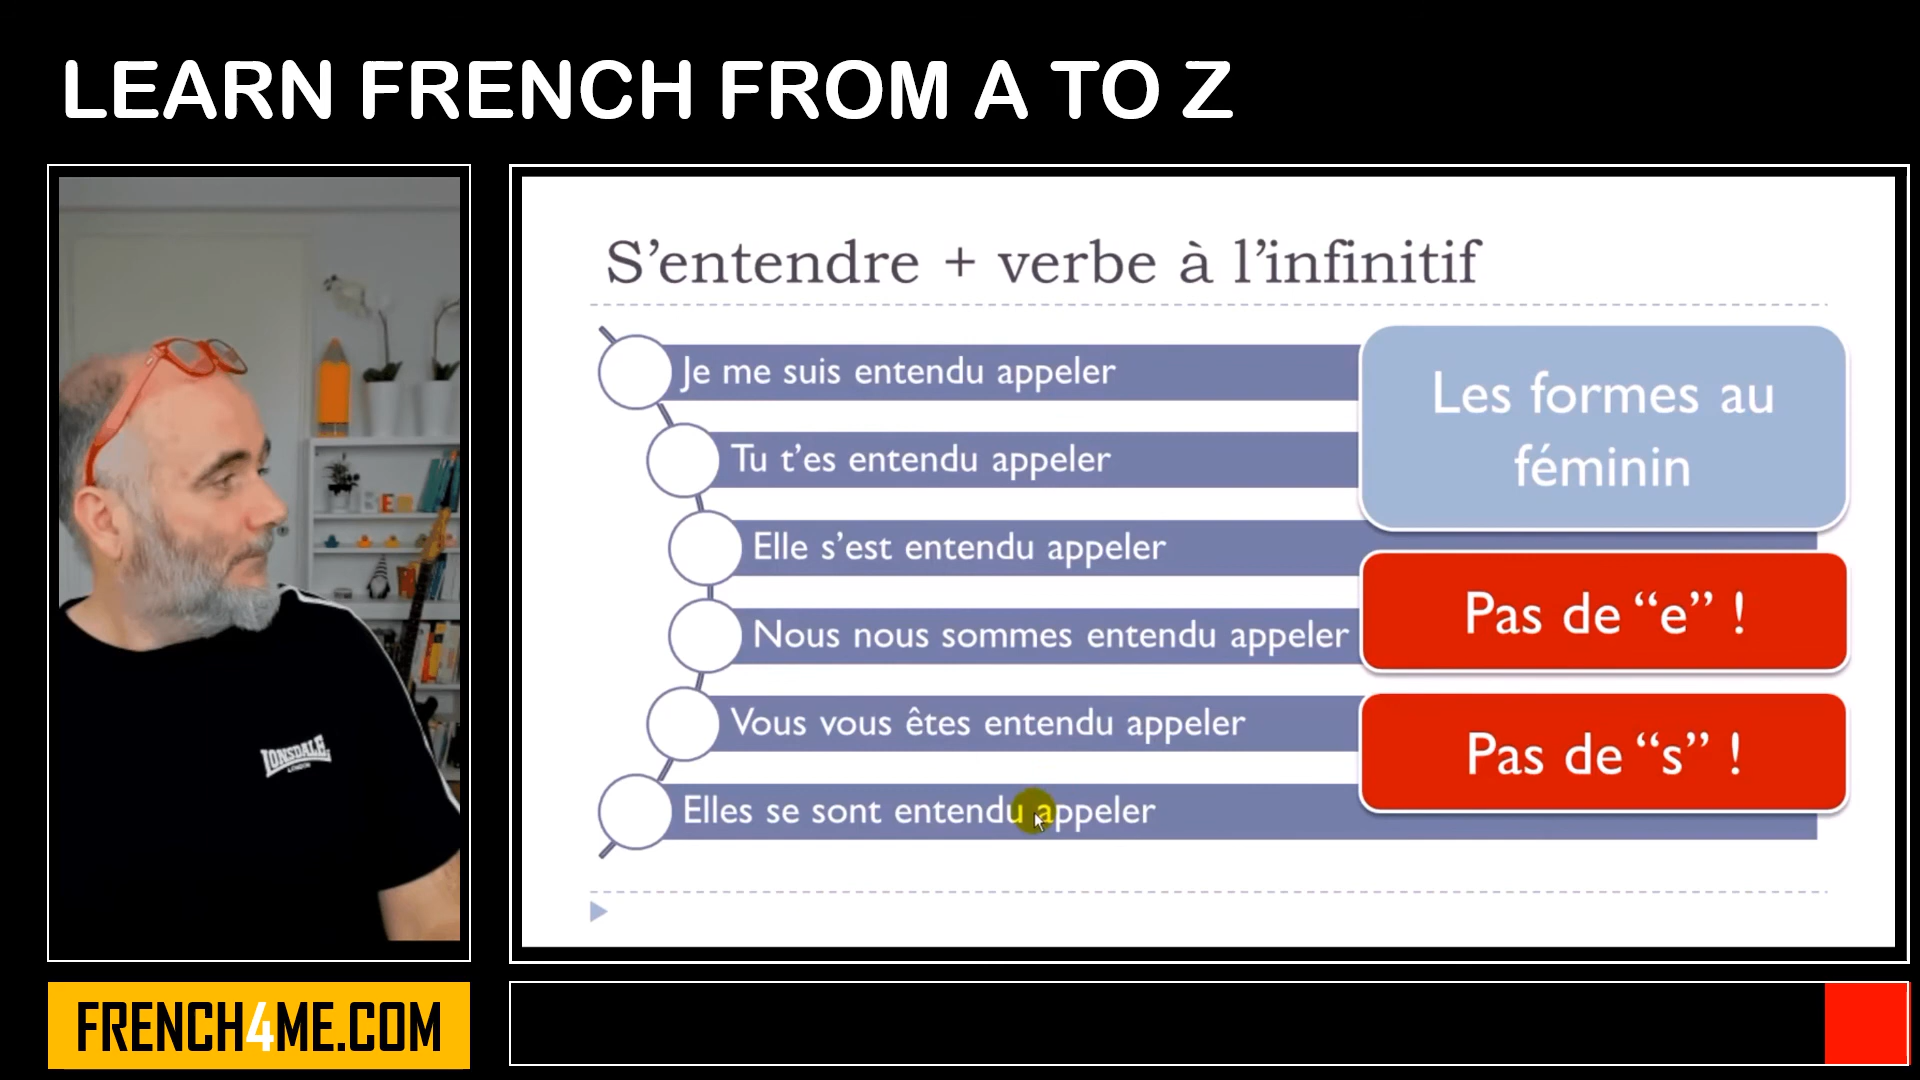 LEARN FRENCH FROM A TO Z
S’entendre + verbe à l’infinitif
Je me suis entendu appeler
Tu t’es entendu appeler
Elle s’est entendu appeler
Nous nous sommes entendu appeler
Vous vous êtes entendu appeler
Elles se sont entendu appeler
Les formes au
féminin
Pas de “e” !
Pas de “s” !
BE
LONSDALE
LONDON
FRENCH4ME.COM